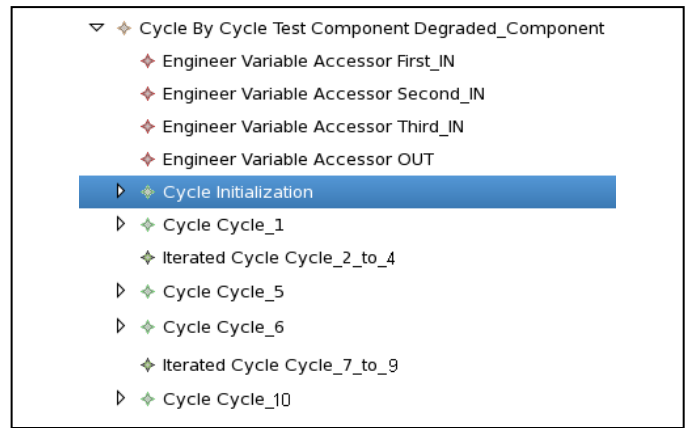 Cycle By Cycle Test Component Degraded_Component
Engineer Variable Accessor First_IN
Engineer Variable Accessor Second_IN
Engineer Variable Accessor Third_IN
Engineer Variable Accessor OUT
Cycle Initialization
Cycle Cycle_1
Iterated Cycle Cycle_2_to_4
Cycle Cycle_5
Cycle Cycle_6
Iterated Cycle Cycle_7_to_9
Cycle Cycle_10